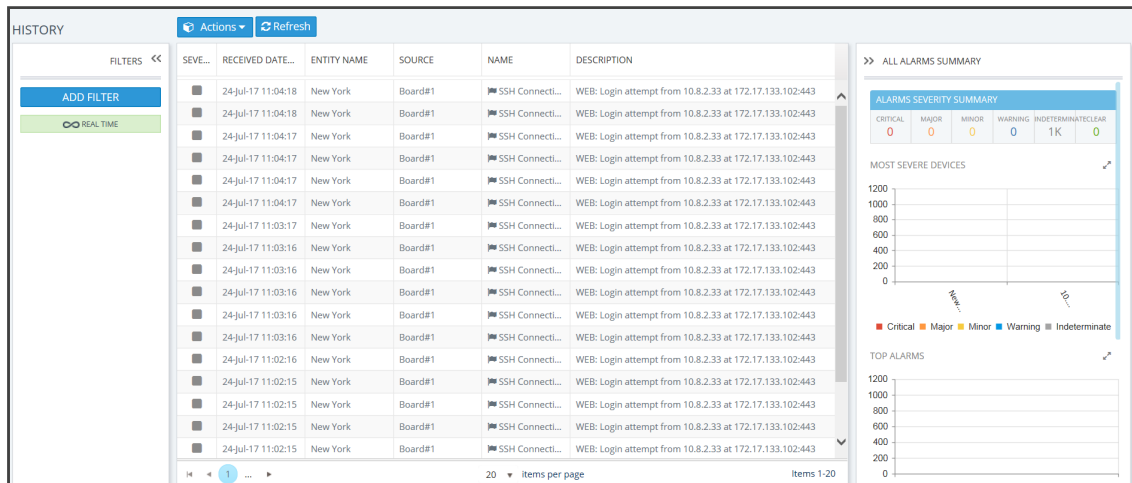 HISTORY
Actions
Refresh
FILTERS
ADD FILTER
REAL TIME
SEVE... RECEIVED DATE... ENTITY NAME SOURCE NAME DESCRIPTION
24-Jul-17 11:04:18 New York Board#1 SSH Connecti... WEB: Login attempt from 10.8.2.33 at 172.17.133.102:443
24-Jul-17 11:04:18 New York Board#1 SSH Connecti... WEB: Login attempt from 10.8.2.33 at 172.17.133.102:443
24-Jul-17 11:04:17 New York Board#1 SSH Connecti... WEB: Login attempt from 10.8.2.33 at 172.17.133.102:443
24-Jul-17 11:04:17 New York Board#1 SSH Connecti... WEB: Login attempt from 10.8.2.33 at 172.17.133.102:443
24-Jul-17 11:04:17 New York Board#1 SSH Connecti... WEB: Login attempt from 10.8.2.33 at 172.17.133.102:443
24-Jul-17 11:04:17 New York Board#1 SSH Connecti... WEB: Login attempt from 10.8.2.33 at 172.17.133.102:443
24-Jul-17 11:03:17 New York Board#1 SSH Connecti... WEB: Login attempt from 10.8.2.33 at 172.17.133.102:443
24-Jul-17 11:03:16 New York Board#1 SSH Connecti... WEB: Login attempt from 10.8.2.33 at 172.17.133.102:443
24-Jul-17 11:03:16 New York Board#1 SSH Connecti... WEB: Login attempt from 10.8.2.33 at 172.17.133.102:443
24-Jul-17 11:03:16 New York Board#1 SSH Connecti... WEB: Login attempt from 10.8.2.33 at 172.17.133.102:443
24-Jul-17 11:03:16 New York Board#1 SSH Connecti... WEB: Login attempt from 10.8.2.33 at 172.17.133.102:443
24-Jul-17 11:03:16 New York Board#1 SSH Connecti... WEB: Login attempt from 10.8.2.33 at 172.17.133.102:443
24-Jul-17 11:02:16 New York Board#1 SSH Connecti... WEB: Login attempt from 10.8.2.33 at 172.17.133.102:443
24-Jul-17 11:02:15 New York Board#1 SSH Connecti... WEB: Login attempt from 10.8.2.33 at 172.17.133.102:443
24-Jul-17 11:02:15 New York Board#1 SSH Connecti... WEB: Login attempt from 10.8.2.33 at 172.17.133.102:443
24-Jul-17 11:02:15 New York Board#1 SSH Connecti... WEB: Login attempt from 10.8.2.33 at 172.17.133.102:443
24-Jul-17 11:02:15 New York Board#1 SSH Connecti... WEB: Login attempt from 10.8.2.33 at 172.17.133.102:443
1 ... 20 items per page Items 1-20
ALL ALARMS SUMMARY
ALARMS SEVERITY SUMMARY
CRITICAL MAJOR MINOR WARNING INDETERMINATE CLEAR
0 0 0 0 1K 0
MOST SEVERE DEVICES
1200
1000
800
600
400
200
0
New... 10....
Critical Major Minor Warning Indeterminate
TOP ALARMS
1200
1000
800
600
400
200
0